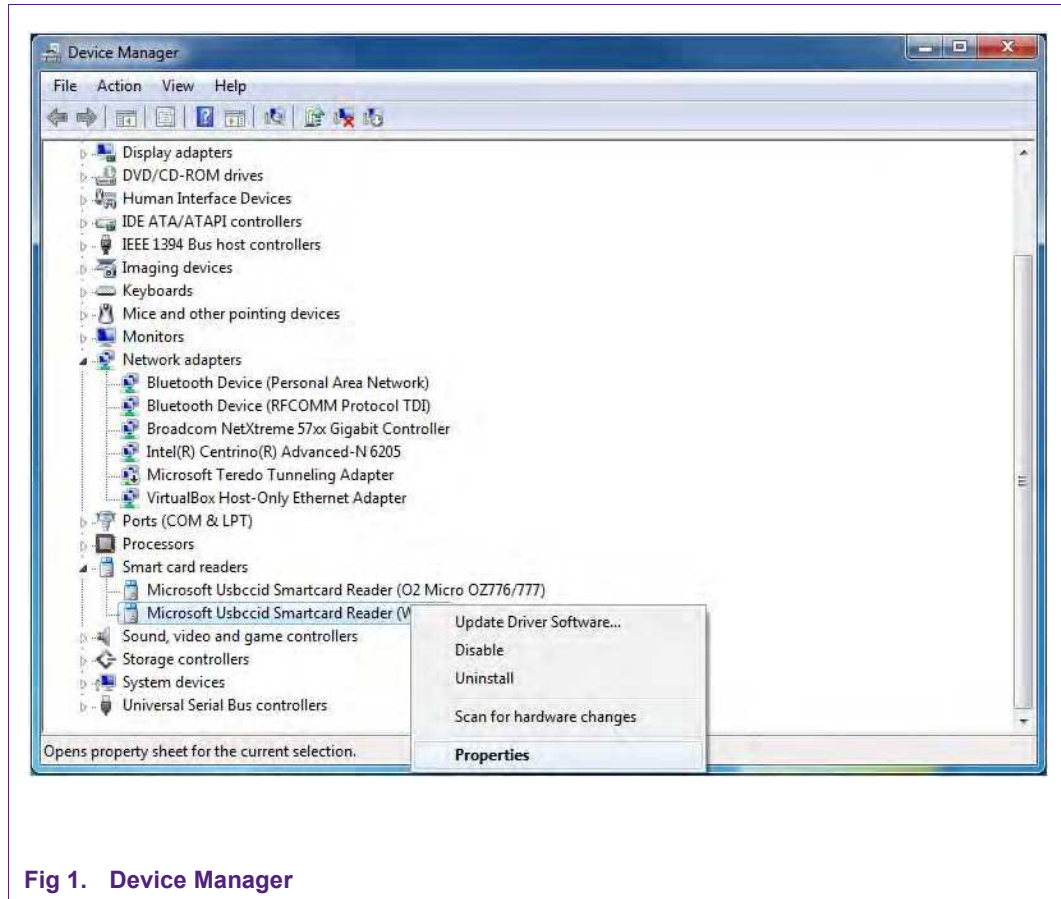 Device Manager
File Action View Help
Display adapters
DVD/CD-ROM drives
Human Interface Devices
IDE ATA/ATAPI controllers
IEEE 1394 Bus host controllers
Imaging devices
Keyboards
Mice and other pointing devices
Monitors
Network adapters
Bluetooth Device (Personal Area Network)
Bluetooth Device (RFCOMM Protocol TDI)
Broadcom NetXtreme 57xx Gigabit Controller
Intel(R) Centrino(R) Advanced-N 6205
Microsoft Teredo Tunneling Adapter
VirtualBox Host-Only Ethernet Adapter
Ports (COM & LPT)
Processors
Smart card readers
Microsoft Usbccid Smartcard Reader (O2 Micro OZ776/777)
Microsoft Usbccid Smartcard Reader (W
Sound, video and game controllers
Storage controllers
System devices
Universal Serial Bus controllers
Update Driver Software...
Disable
Uninstall
Scan for hardware changes
Properties
Opens property sheet for the current selection.
Fig 1. Device Manager